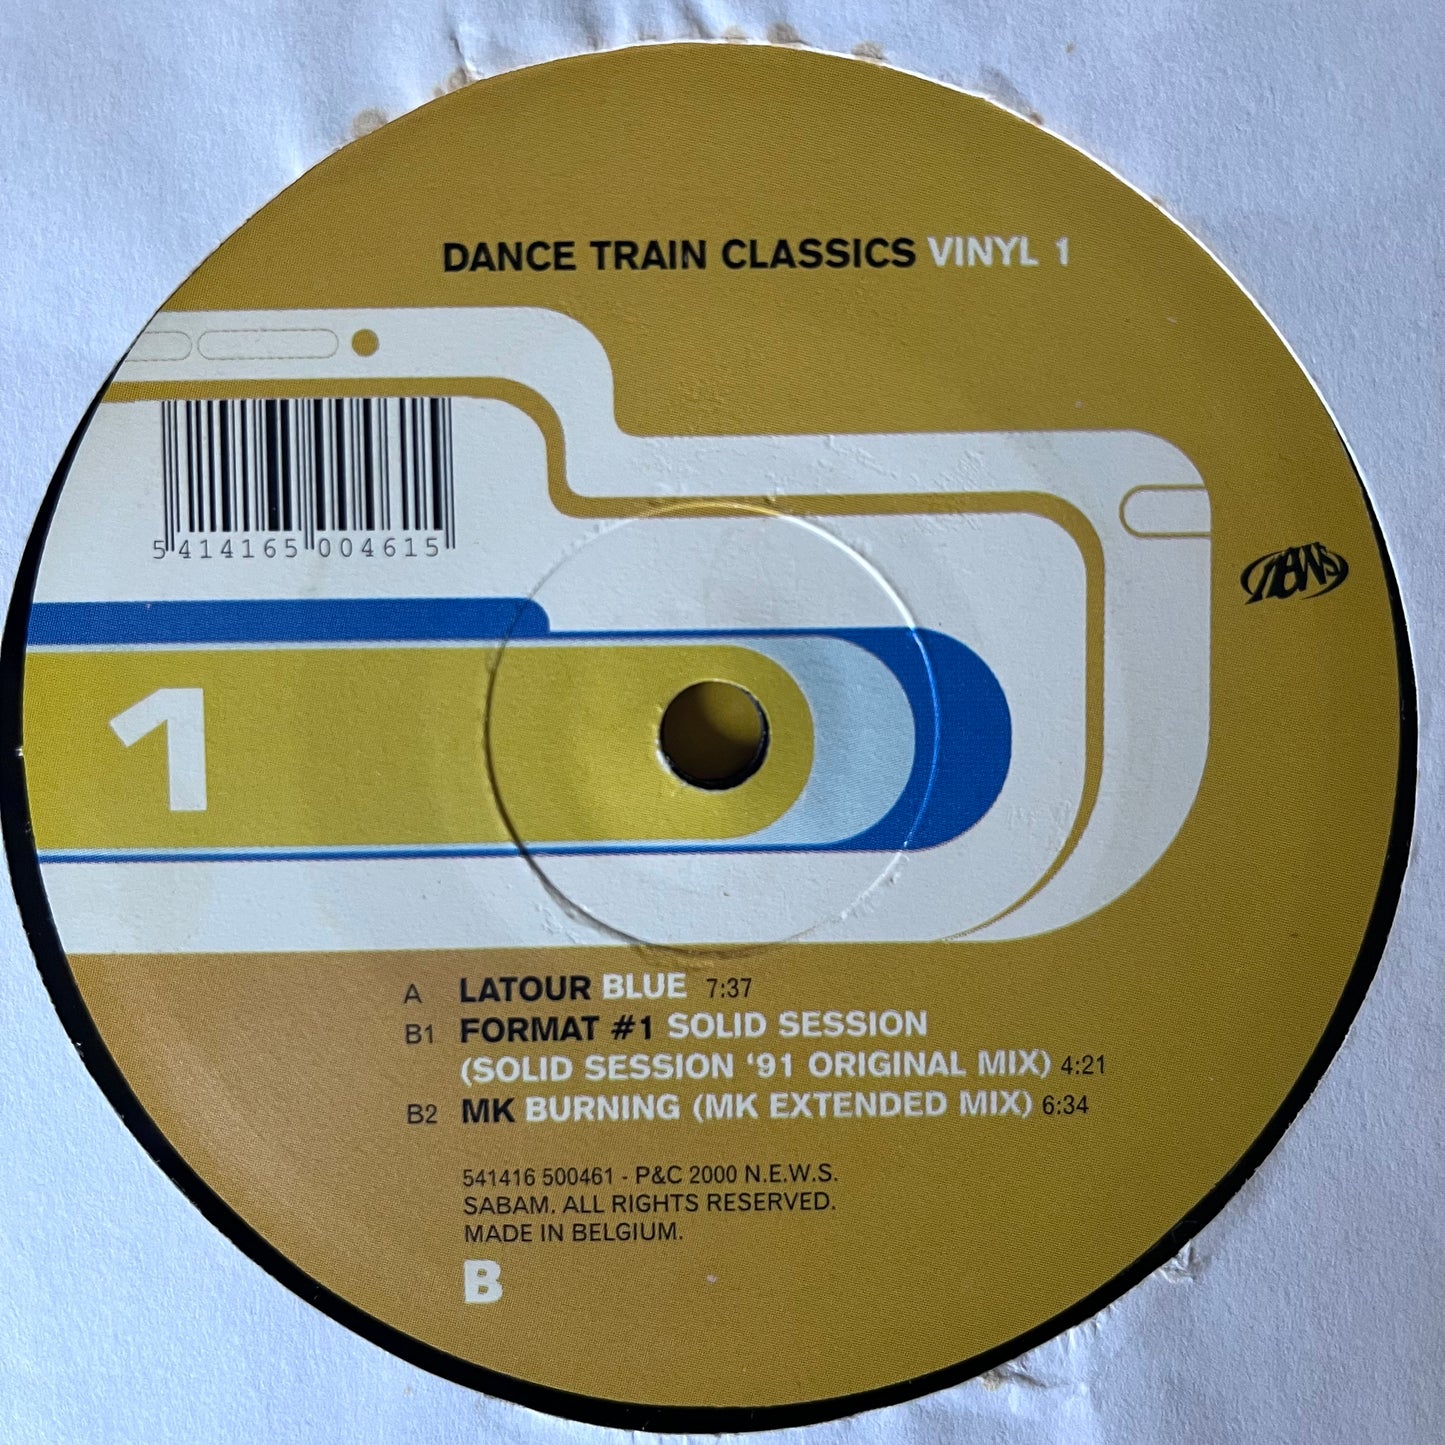 DANCE TRAIN CLASSICS VINYL 1
5 414165 004615
news
1
A LATOUR BLUE 7:37
B1 FORMAT #1 SOLID SESSION
(SOLID SESSION '91 ORIGINAL MIX) 4:21
B2 MK BURNING (MK EXTENDED MIX) 6:34
541416 500461 - P&C 2000 N.E.W.S.
SABAM. ALL RIGHTS RESERVED.
MADE IN BELGIUM.
B